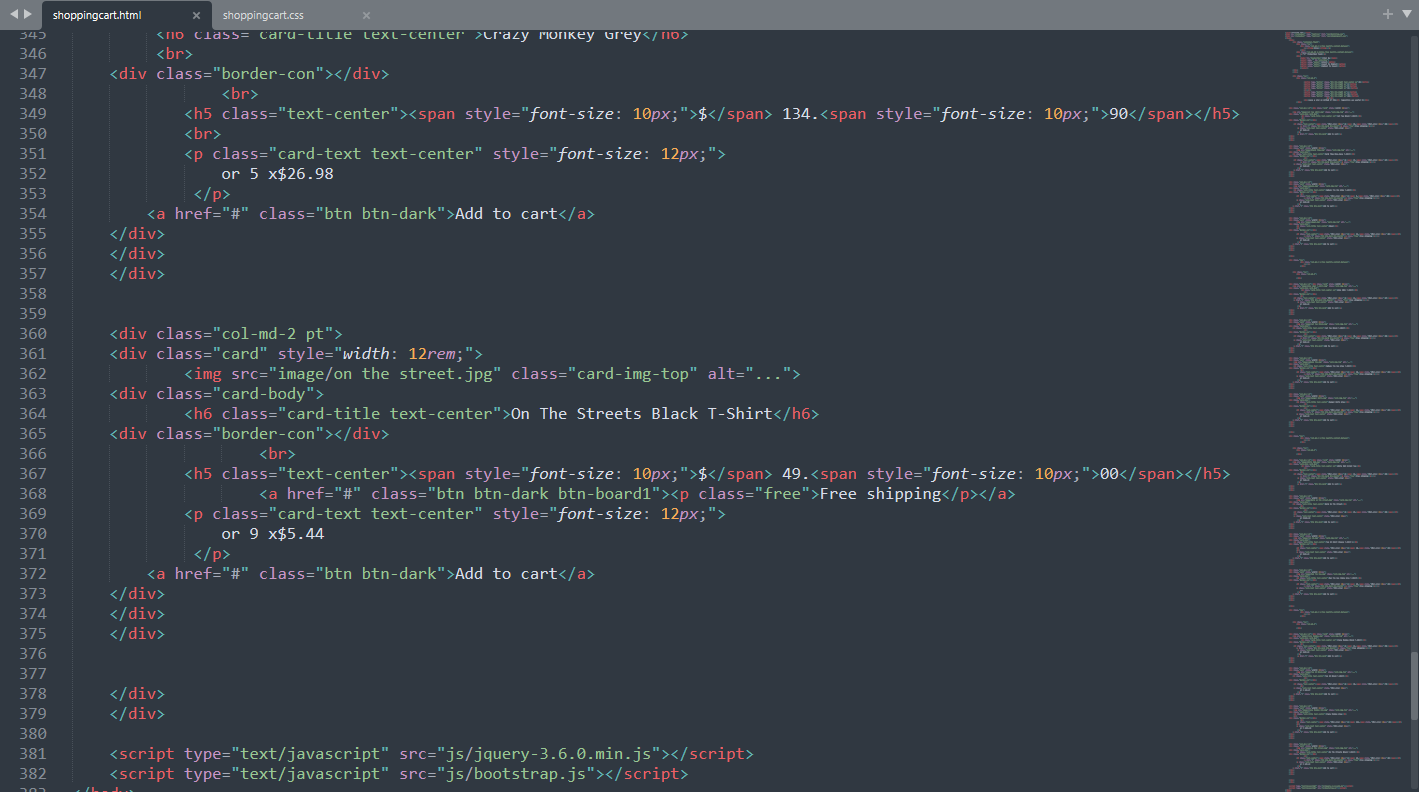 shoppingcart.html × shoppingcart.css ×
345 <h6 class="card-title text-center">Crazy Monkey Grey</h6>
346 <br>
347 <div class="border-con"></div>
348 <br>
349 <h5 class="text-center"><span style="font-size: 10px;">$</span> 134.<span style="font-size: 10px;">90</span></h5>
350 <br>
351 <p class="card-text text-center" style="font-size: 12px;">
352 or 5 x$26.98
353 </p>
354 <a href="#" class="btn btn-dark">Add to cart</a>
355 </div>
356 </div>
357 </div>
358
359
360 <div class="col-md-2 pt">
361 <div class="card" style="width: 12rem;">
362 <img src="image/on the street.jpg" class="card-img-top" alt="...">
363 <div class="card-body">
364 <h6 class="card-title text-center">On The Streets Black T-Shirt</h6>
365 <div class="border-con"></div>
366 <br>
367 <h5 class="text-center"><span style="font-size: 10px;">$</span> 49.<span style="font-size: 10px;">00</span></h5>
368 <a href="#" class="btn btn-dark btn-board1"><p class="free">Free shipping</p></a>
369 <p class="card-text text-center" style="font-size: 12px;">
370 or 9 x$5.44
371 </p>
372 <a href="#" class="btn btn-dark">Add to cart</a>
373 </div>
374 </div>
375 </div>
376
377
378 </div>
379 </div>
380
381 <script type="text/javascript" src="js/jquery-3.6.0.min.js"></script>
382 <script type="text/javascript" src="js/bootstrap.js"></script>
383 </body>